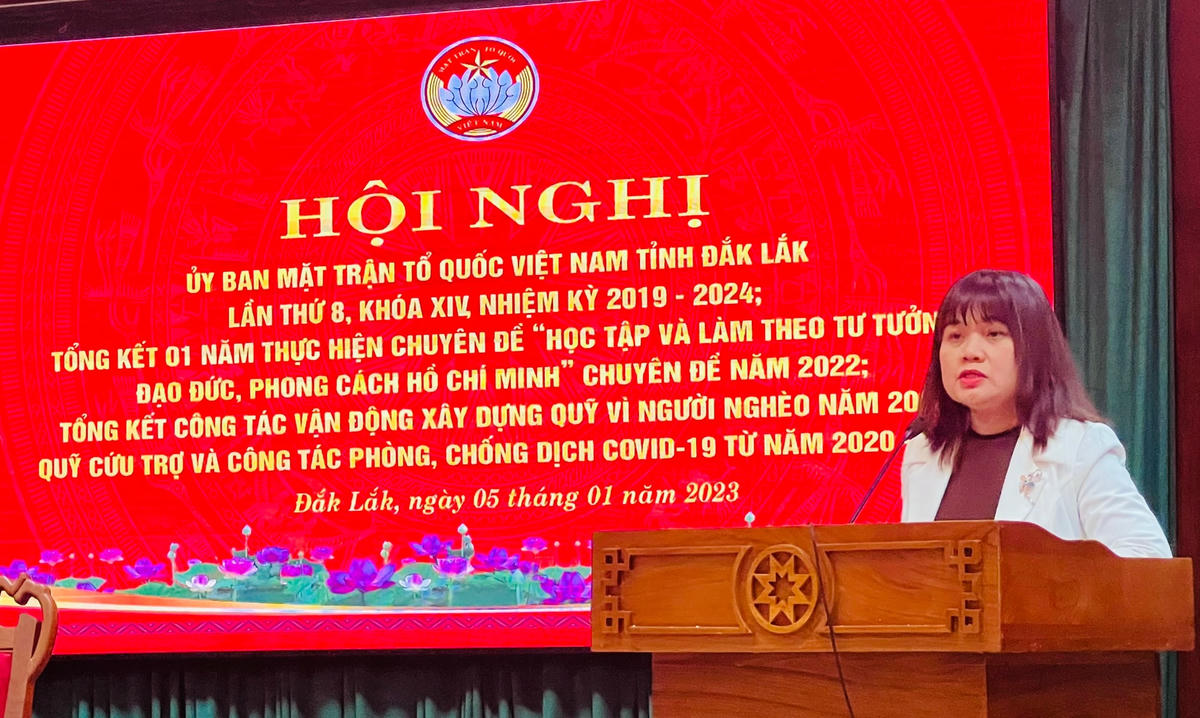 MẶT TRẬN TỔ QUỐC
VIỆT NAM
HỘI NGHỊ
ỦY BAN MẶT TRẬN TỔ QUỐC VIỆT NAM TỈNH ĐẮK LẮK
LẦN THỨ 8, KHÓA XIV, NHIỆM KỲ 2019 - 2024;
TỔNG KẾT 01 NĂM THỰC HIỆN CHUYÊN ĐỀ “HỌC TẬP VÀ LÀM THEO TƯ
ĐẠO ĐỨC, PHONG CÁCH HỒ CHÍ MINH” CHUYÊN ĐỀ NĂM 2022;
TỔNG KẾT CÔNG TÁC VẬN ĐỘNG XÂY DỰNG QUỸ VÌ NGƯỜI NGHÈO NĂM
QUỸ CỨU TRỢ VÀ CÔNG TÁC PHÒNG, CHỐNG DỊCH COVID-19 TỪ NĂM 2020
Đắk Lắk, ngày 05 tháng 01 năm 2023